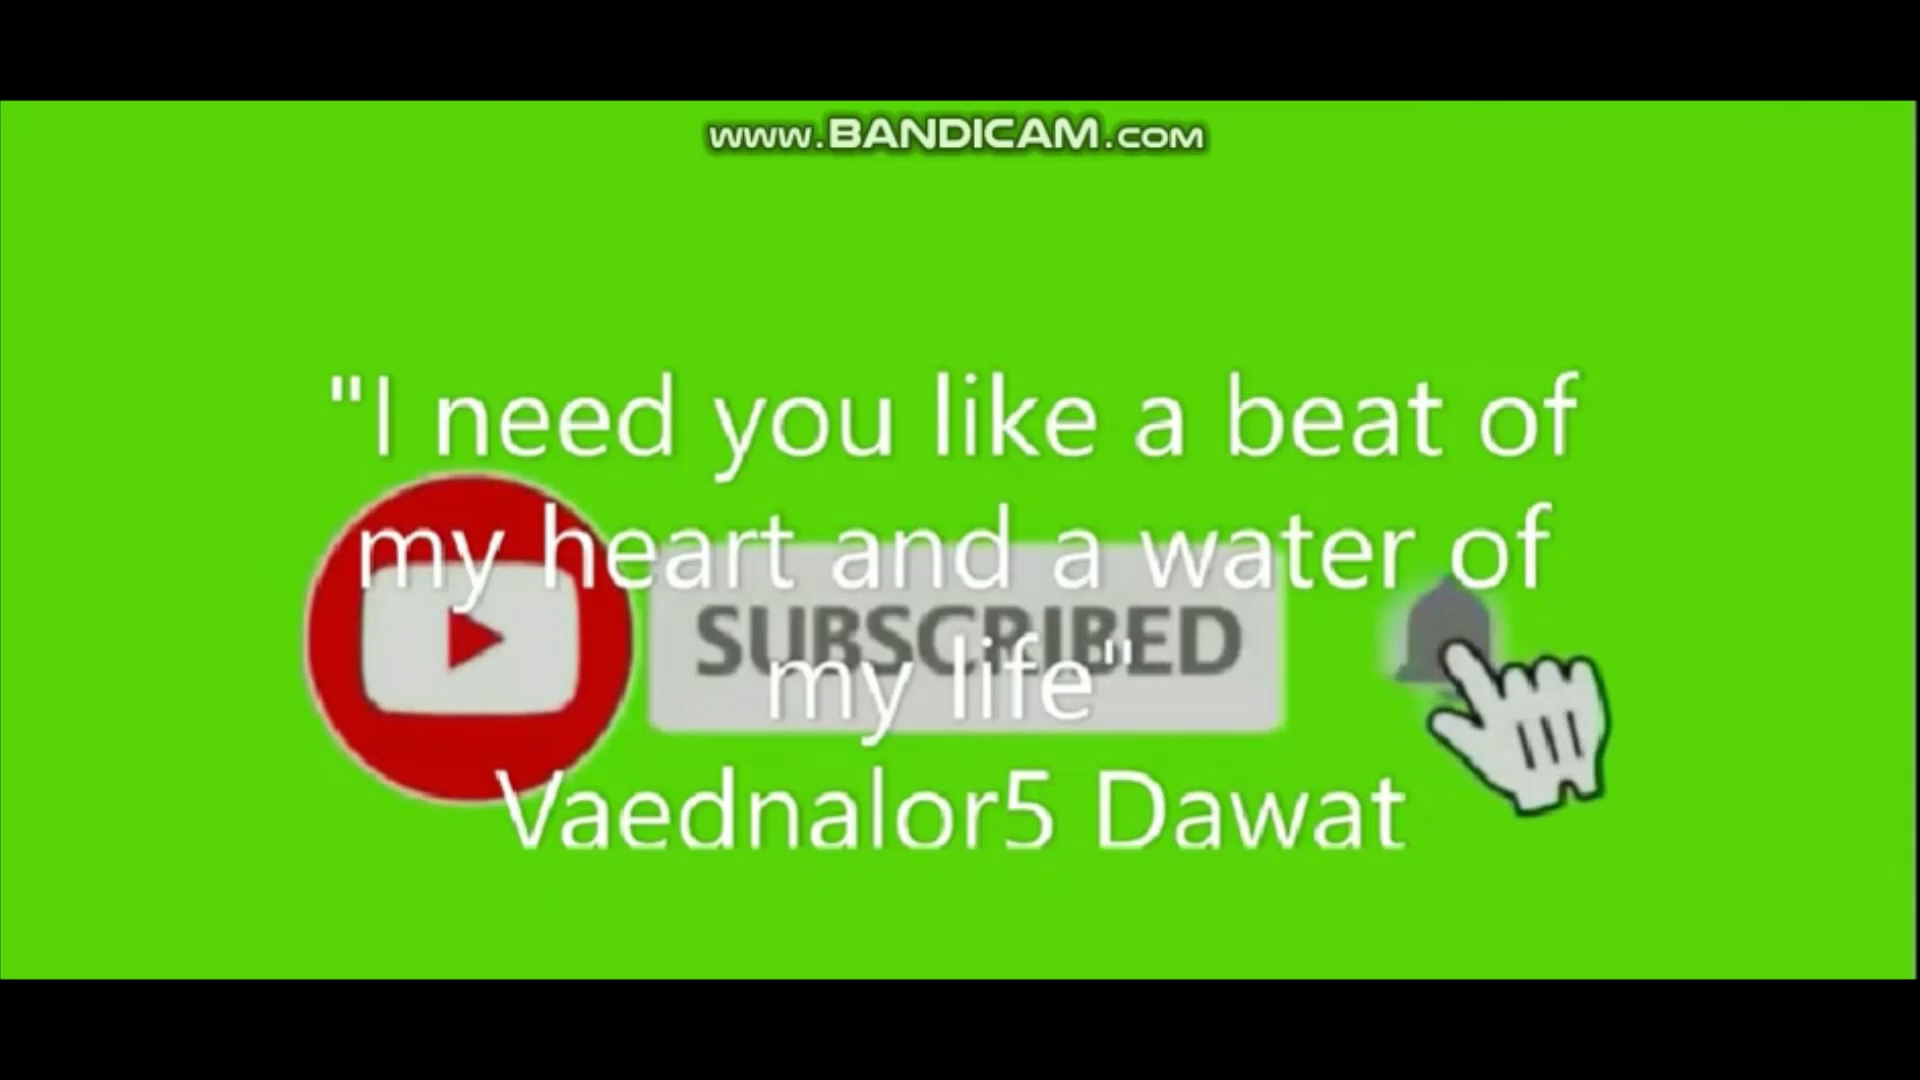 www.BANDICAM.com
"I need you like a beat of
my heart and a water of
SUBSCRIBED
my life"
Vaednalor5 Dawat